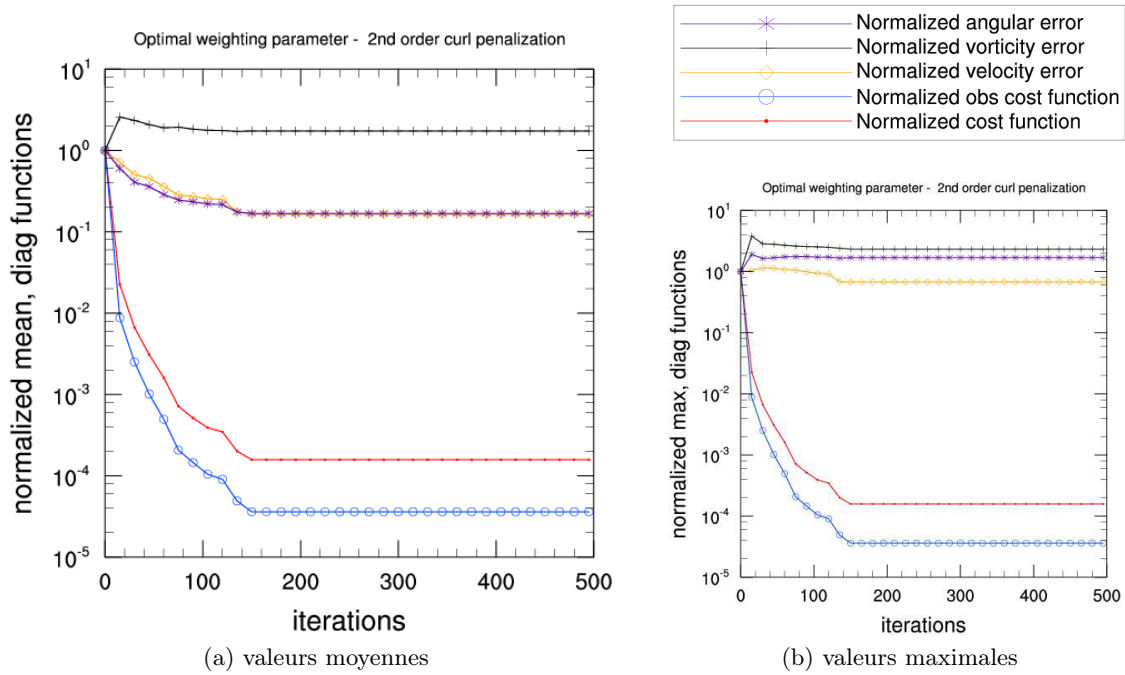 Optimal weighting parameter - 2nd order curl penalization
normalized mean, diag functions
10^1
10^0
10^-1
10^-2
10^-3
10^-4
10^-5
0 100 200 300 400 500
iterations
(a) valeurs moyennes
Normalized angular error
Normalized vorticity error
Normalized velocity error
Normalized obs cost function
Normalized cost function
Optimal weighting parameter - 2nd order curl penalization
normalized max, diag functions
10^1
10^0
10^-1
10^-2
10^-3
10^-4
10^-5
0 100 200 300 400 500
iterations
(b) valeurs maximales